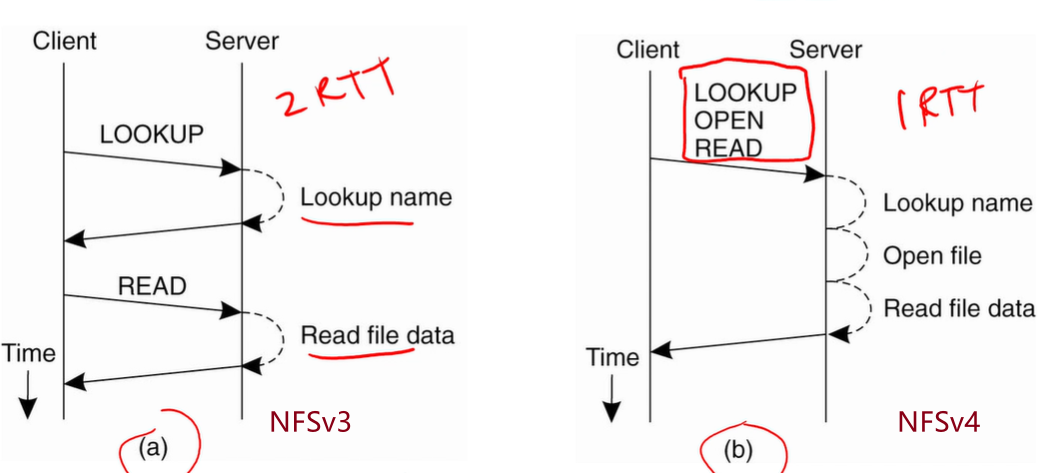 Client
Server
2 RTT
LOOKUP
Lookup name
READ
Read file data
Time
NFSv3
(a)
Client
Server
LOOKUP
OPEN
READ
1 RTT
Lookup name
Open file
Read file data
Time
NFSv4
(b)